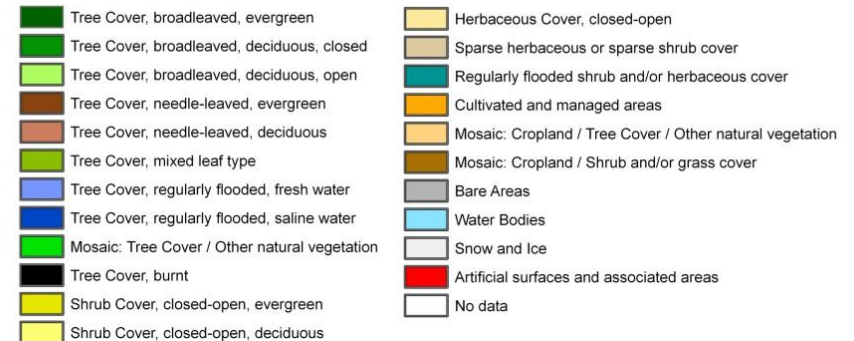 Tree Cover, broadleaved, evergreen
Tree Cover, broadleaved, deciduous, closed
Tree Cover, broadleaved, deciduous, open
Tree Cover, needle-leaved, evergreen
Tree Cover, needle-leaved, deciduous
Tree Cover, mixed leaf type
Tree Cover, regularly flooded, fresh water
Tree Cover, regularly flooded, saline water
Mosaic: Tree Cover / Other natural vegetation
Tree Cover, burnt
Shrub Cover, closed-open, evergreen
Shrub Cover, closed-open, deciduous
Herbaceous Cover, closed-open
Sparse herbaceous or sparse shrub cover
Regularly flooded shrub and/or herbaceous cover
Cultivated and managed areas
Mosaic: Cropland / Tree Cover / Other natural vegetation
Mosaic: Cropland / Shrub and/or grass cover
Bare Areas
Water Bodies
Snow and Ice
Artificial surfaces and associated areas
No data